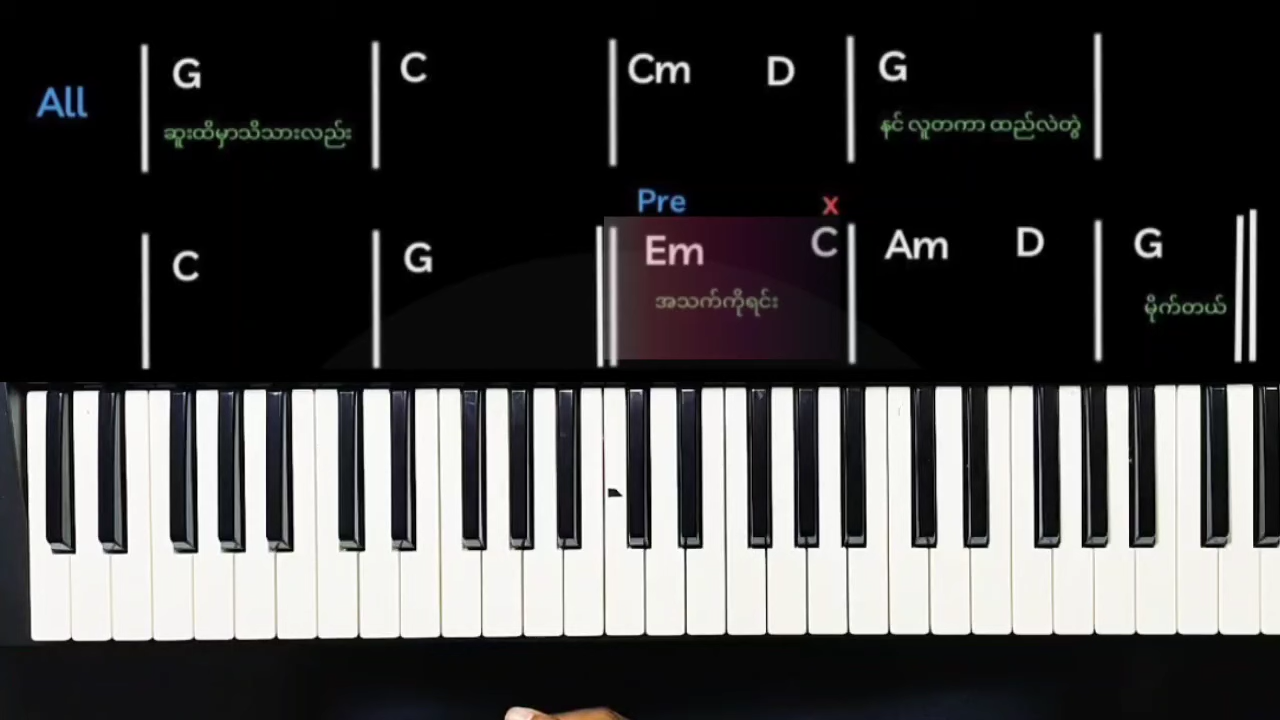 All G C Cm D G
ဆူးထိမှာသိသားလည်း နင် လူတကာ ထည်လဲတွဲ
Pre x
C G Em C Am D G
အသက်ကိုရင်း မိုက်တယ်